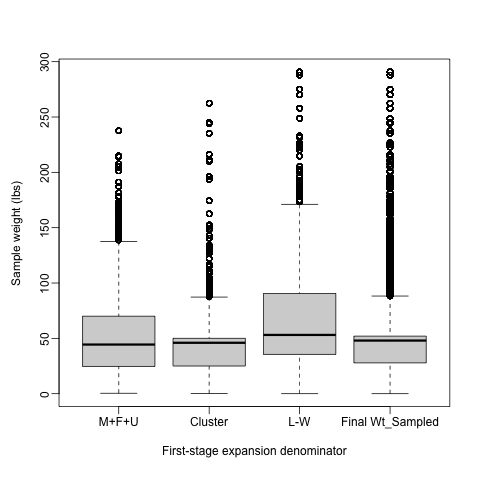 300
250
200
150
100
50
0
Sample weight (lbs)
M+F+U Cluster L-W Final Wt_Sampled
First-stage expansion denominator